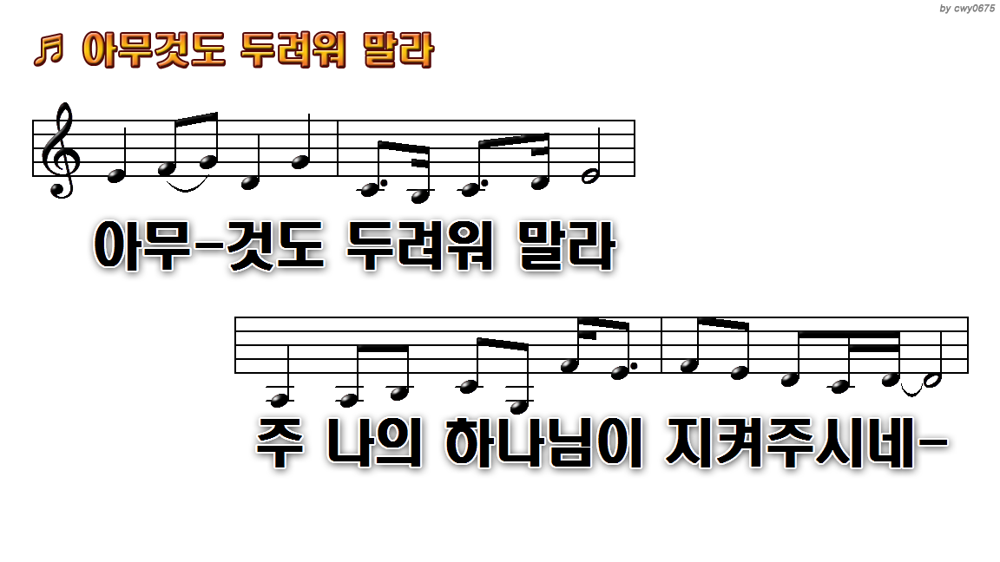 by cwy0675
♬ 아무것도 두려워 말라
아무-것도 두려워 말라
주 나의 하나님이 지켜주시네-